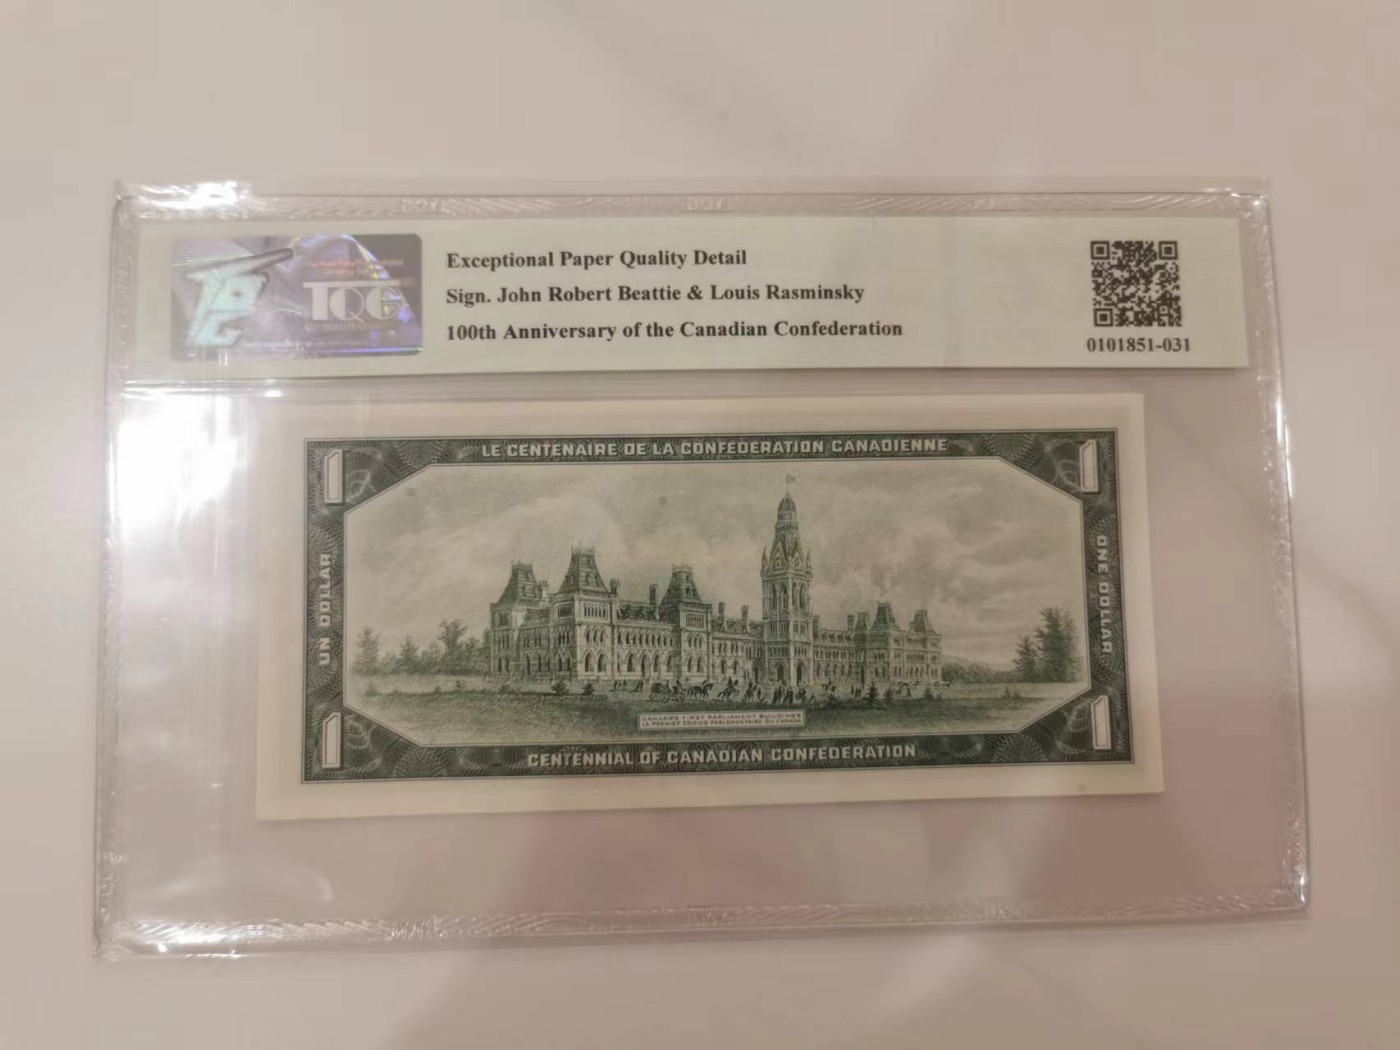 TQG
Exceptional Paper Quality Detail
Sign. John Robert Beattie & Louis Rasminsky
100th Anniversary of the Canadian Confederation
0101851-031
LE CENTENAIRE DE LA CONFEDERATION CANADIENNE
1
1
UN DOLLAR
ONE DOLLAR
CANADA'S FIRST PARLIAMENT BUILDINGS
LE PREMIER EDIFICE PARLEMENTAIRE DU CANADA
1
1
CENTENNIAL OF CANADIAN CONFEDERATION